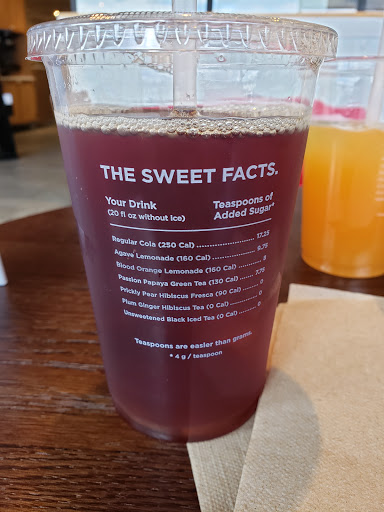 THE SWEET FACTS.
Your Drink Teaspoons of
(20 fl oz without ice) Added Sugar*
Regular Cola (250 Cal) 17.25
Agave Lemonade (160 Cal) 9.75
Blood Orange Lemonade (160 Cal) 8
Passion Papaya Green Tea (130 Cal) 7.75
Prickly Pear Hibiscus Fresca (90 Cal) 0
Plum Ginger Hibiscus Tea (0 Cal) 0
Unsweetened Black Iced Tea (0 Cal) 0
Teaspoons are easier than grams.
* 4 g / teaspoon